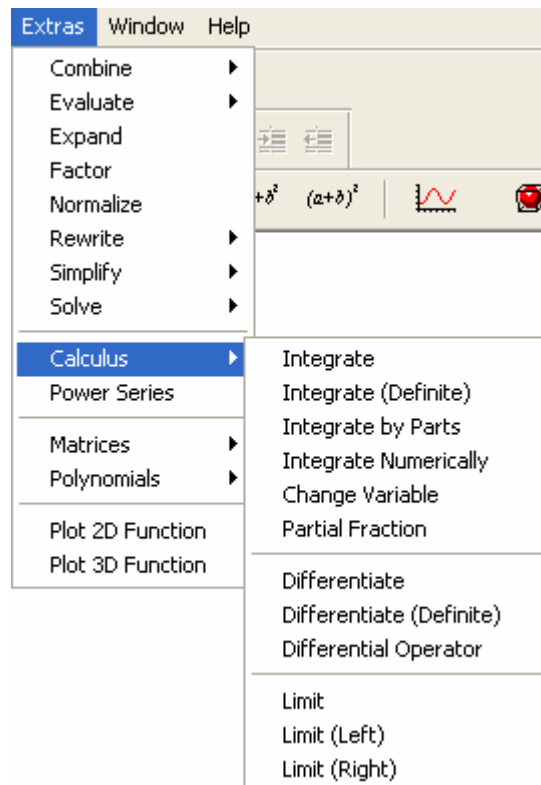 Extras Window Help
Combine
Evaluate
Expand
Factor
Normalize
Rewrite
Simplify
Solve
Calculus
Power Series
Matrices
Polynomials
Plot 2D Function
Plot 3D Function
+b² (a+b)²
Integrate
Integrate (Definite)
Integrate by Parts
Integrate Numerically
Change Variable
Partial Fraction
Differentiate
Differentiate (Definite)
Differential Operator
Limit
Limit (Left)
Limit (Right)